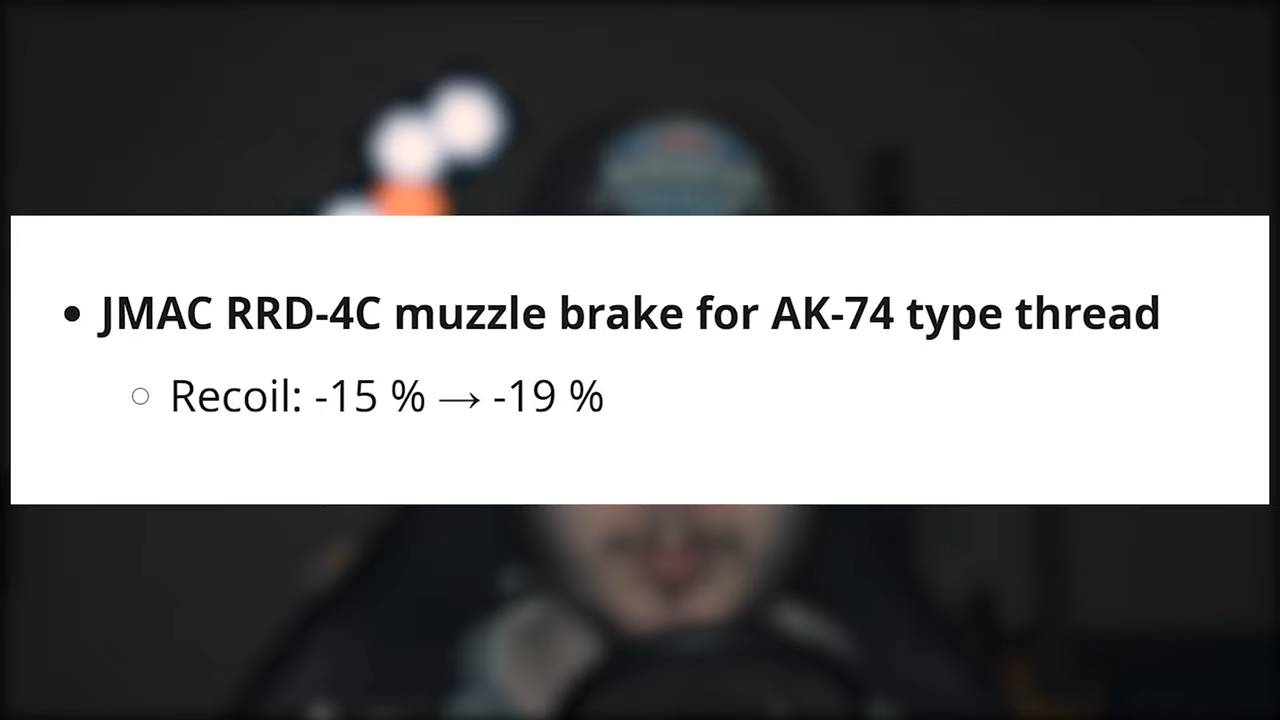 • JMAC RRD-4C muzzle brake for AK-74 type thread
○ Recoil: -15 % → -19 %